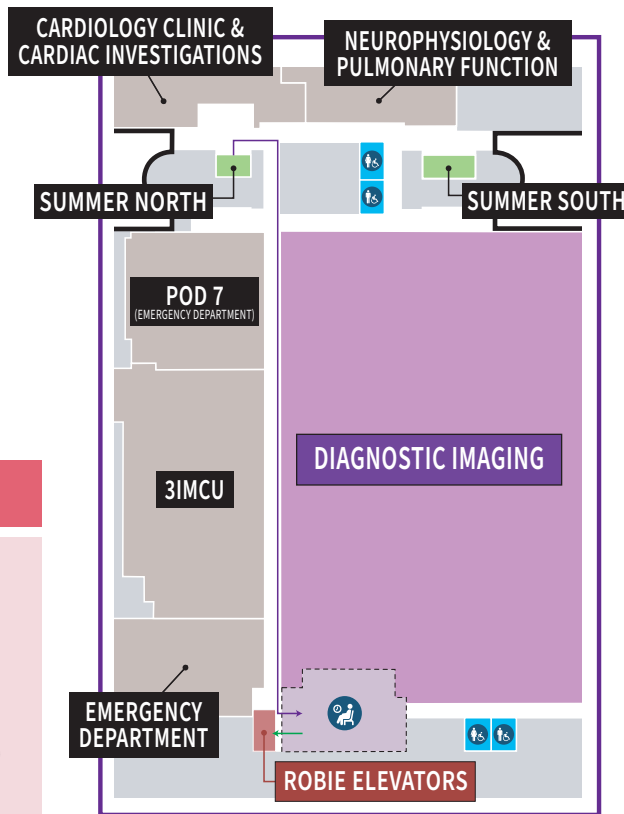 CARDIOLOGY CLINIC &
CARDIAC INVESTIGATIONS
NEUROPHYSIOLOGY &
PULMONARY FUNCTION
SUMMER NORTH
SUMMER SOUTH
POD 7
(EMERGENCY DEPARTMENT)
DIAGNOSTIC IMAGING
3IMCU
EMERGENCY
DEPARTMENT
ROBIE ELEVATORS